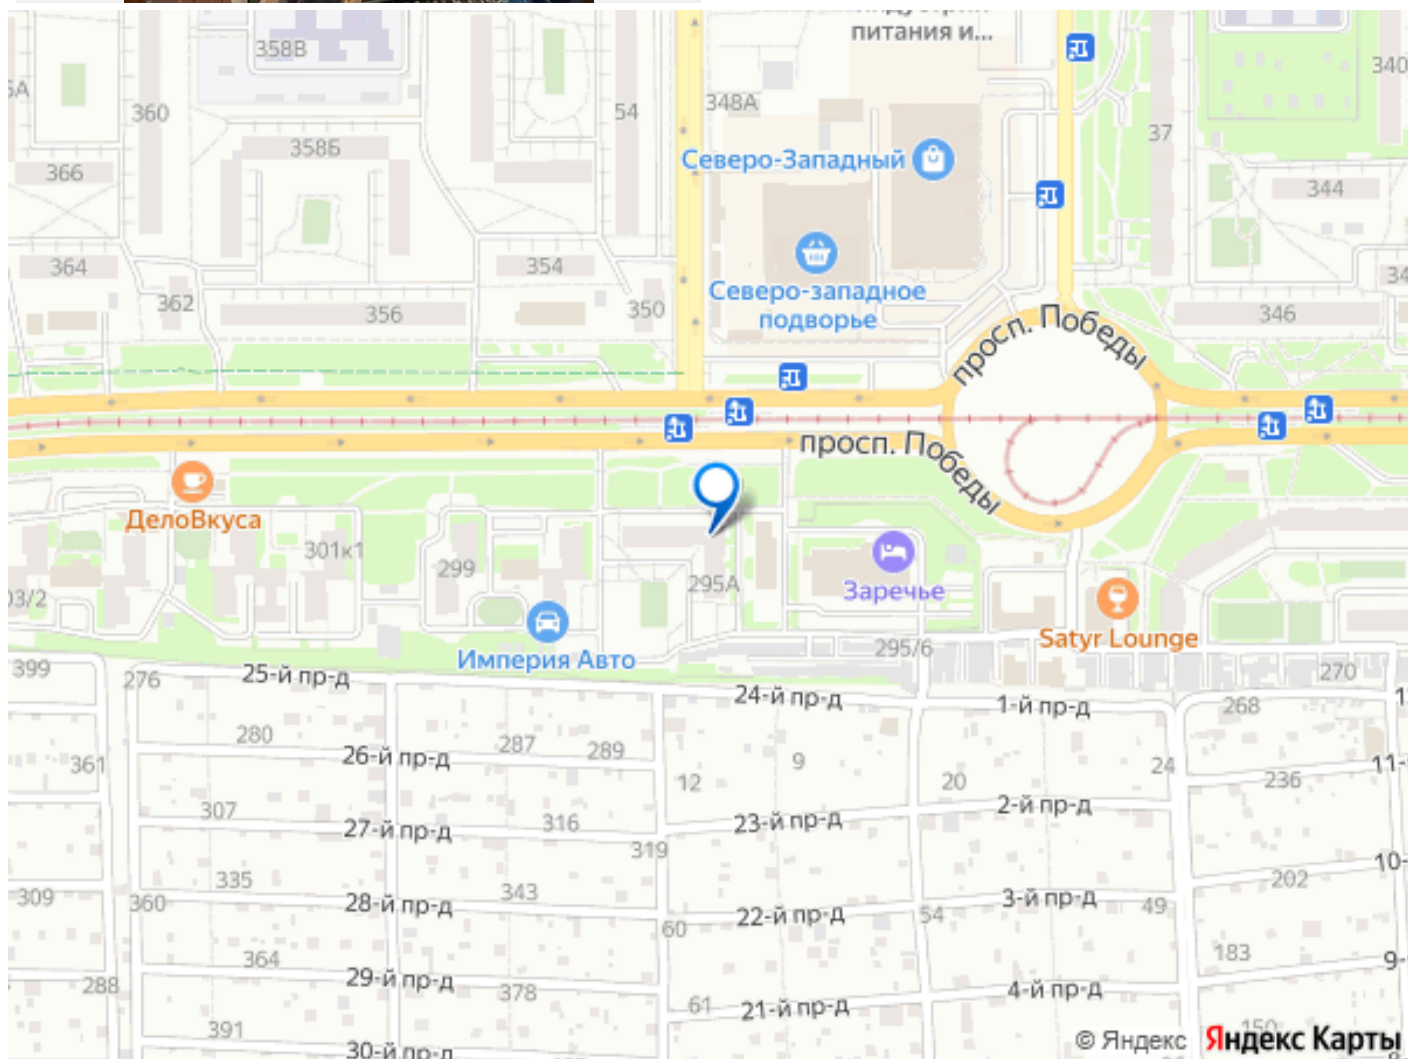 питания и...
358В
340
360
348А
54
37
358Б
Северо-Западный
366
344
364
354
362
350
Северо-западное
подворье
356
346
просп. Победы
просп. Победы
ДелоВкуса
301к1
299
295А
Заречье
03/2
Империя Авто
295/6
Satyr Lounge
399
276
25-й пр-д
24-й пр-д
1-й пр-д
268
270
280
287
289
26-й пр-д
361
12
9
20
24
236
2-й пр-д
307
316
27-й пр-д
23-й пр-д
319
335
343
28-й пр-д
309
360
22-й пр-д
3-й пр-д
202
60
54
49
364
183
29-й пр-д
288
378
61
21-й пр-д
4-й пр-д
391
150
30-й пр-д
© Яндекс Яндекс Карты